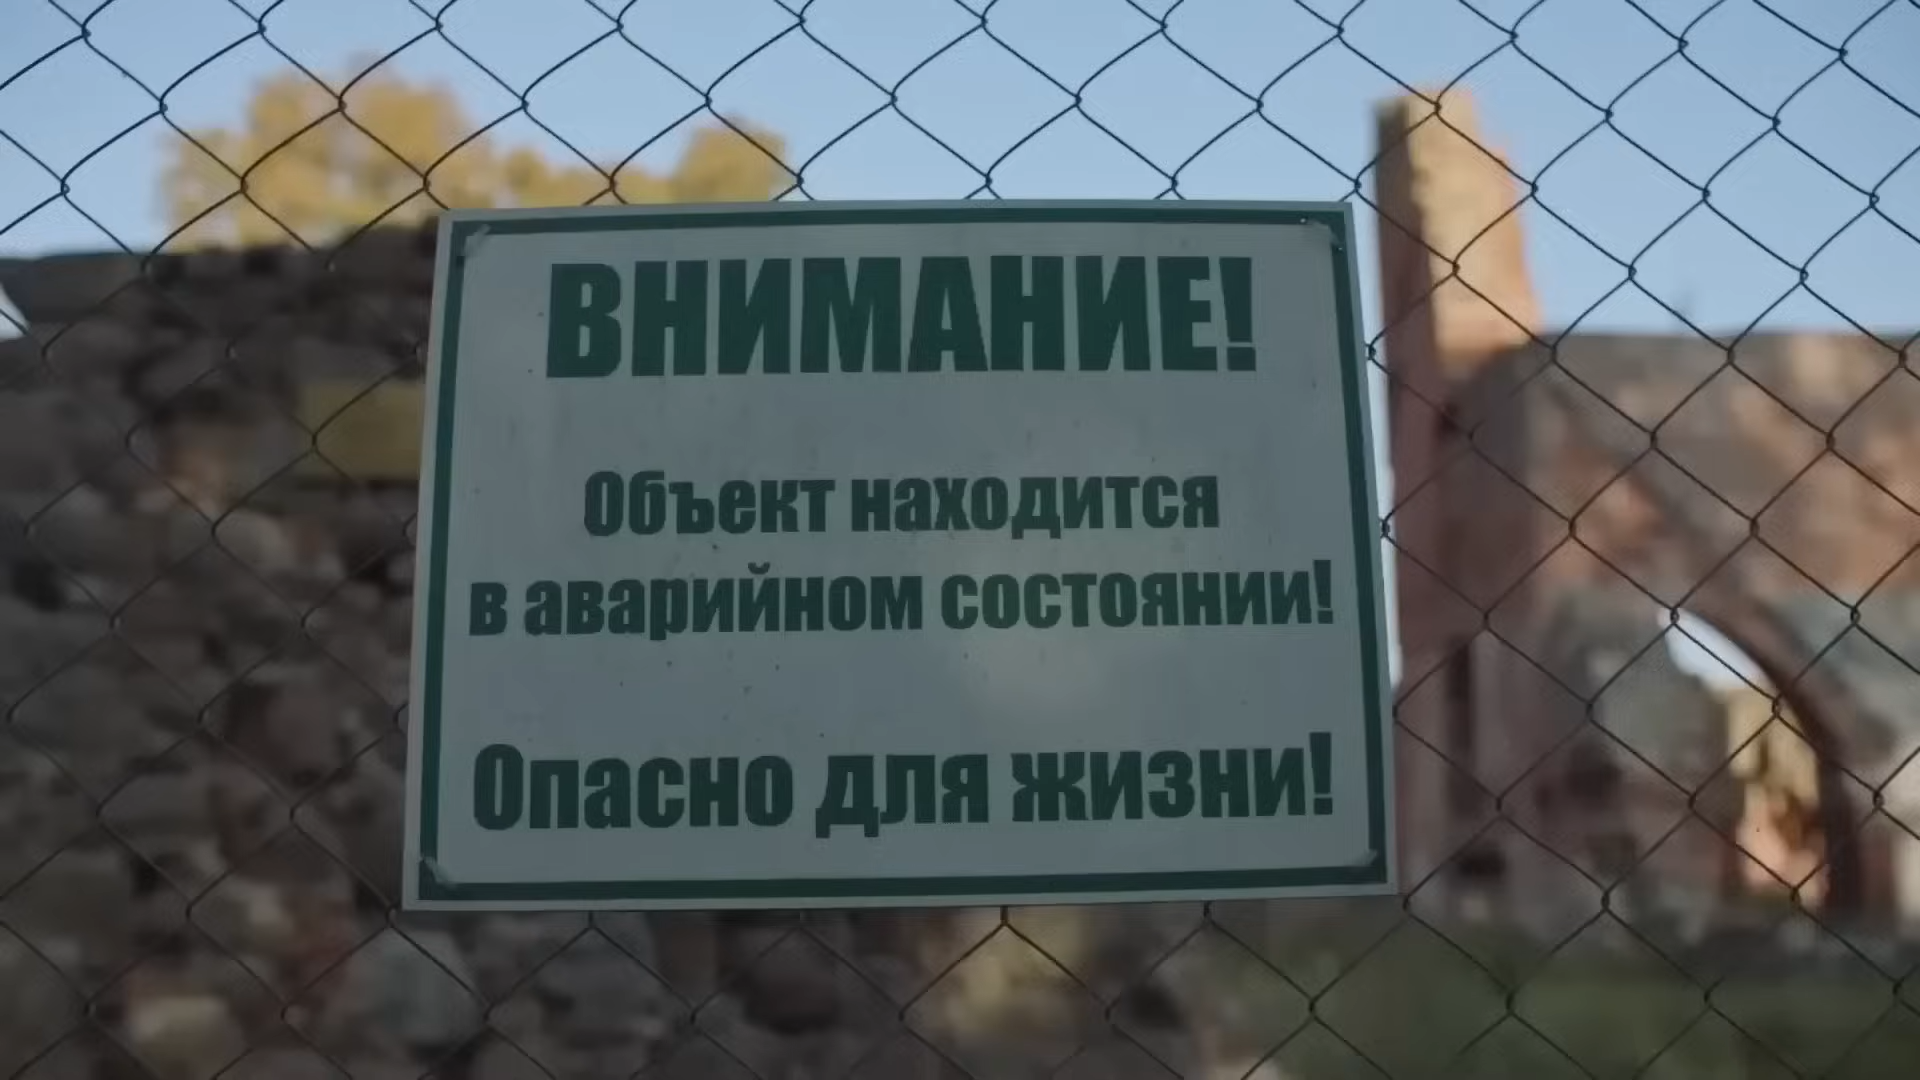 ВНИМАНИЕ!
Объект находится
в аварийном состоянии!
Опасно для жизни!